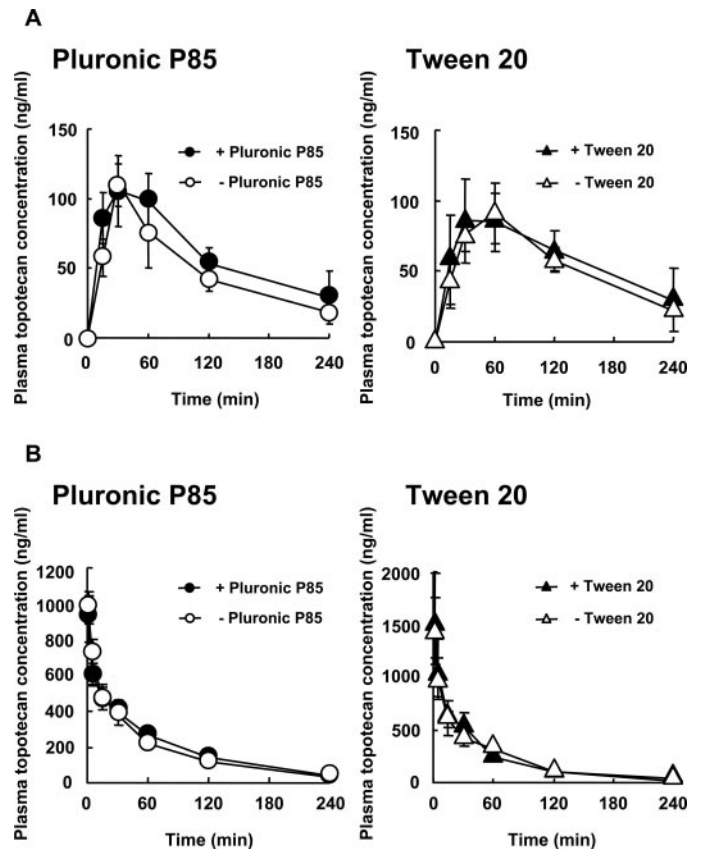 A
Pluronic P85
Tween 20
Plasma topotecan concentration (ng/ml)
150
100
50
0
+ Pluronic P85
- Pluronic P85
0 60 120 180 240
Time (min)
Plasma topotecan concentration (ng/ml)
150
100
50
0
+ Tween 20
- Tween 20
0 60 120 180 240
Time (min)
B
Pluronic P85
Tween 20
Plasma topotecan concentration (ng/ml)
1200
1000
800
600
400
200
0
+ Pluronic P85
- Pluronic P85
0 60 120 180 240
Time (min)
Plasma topotecan concentration (ng/ml)
2000
1500
1000
500
0
+ Tween 20
- Tween 20
0 60 120 180 240
Time (min)